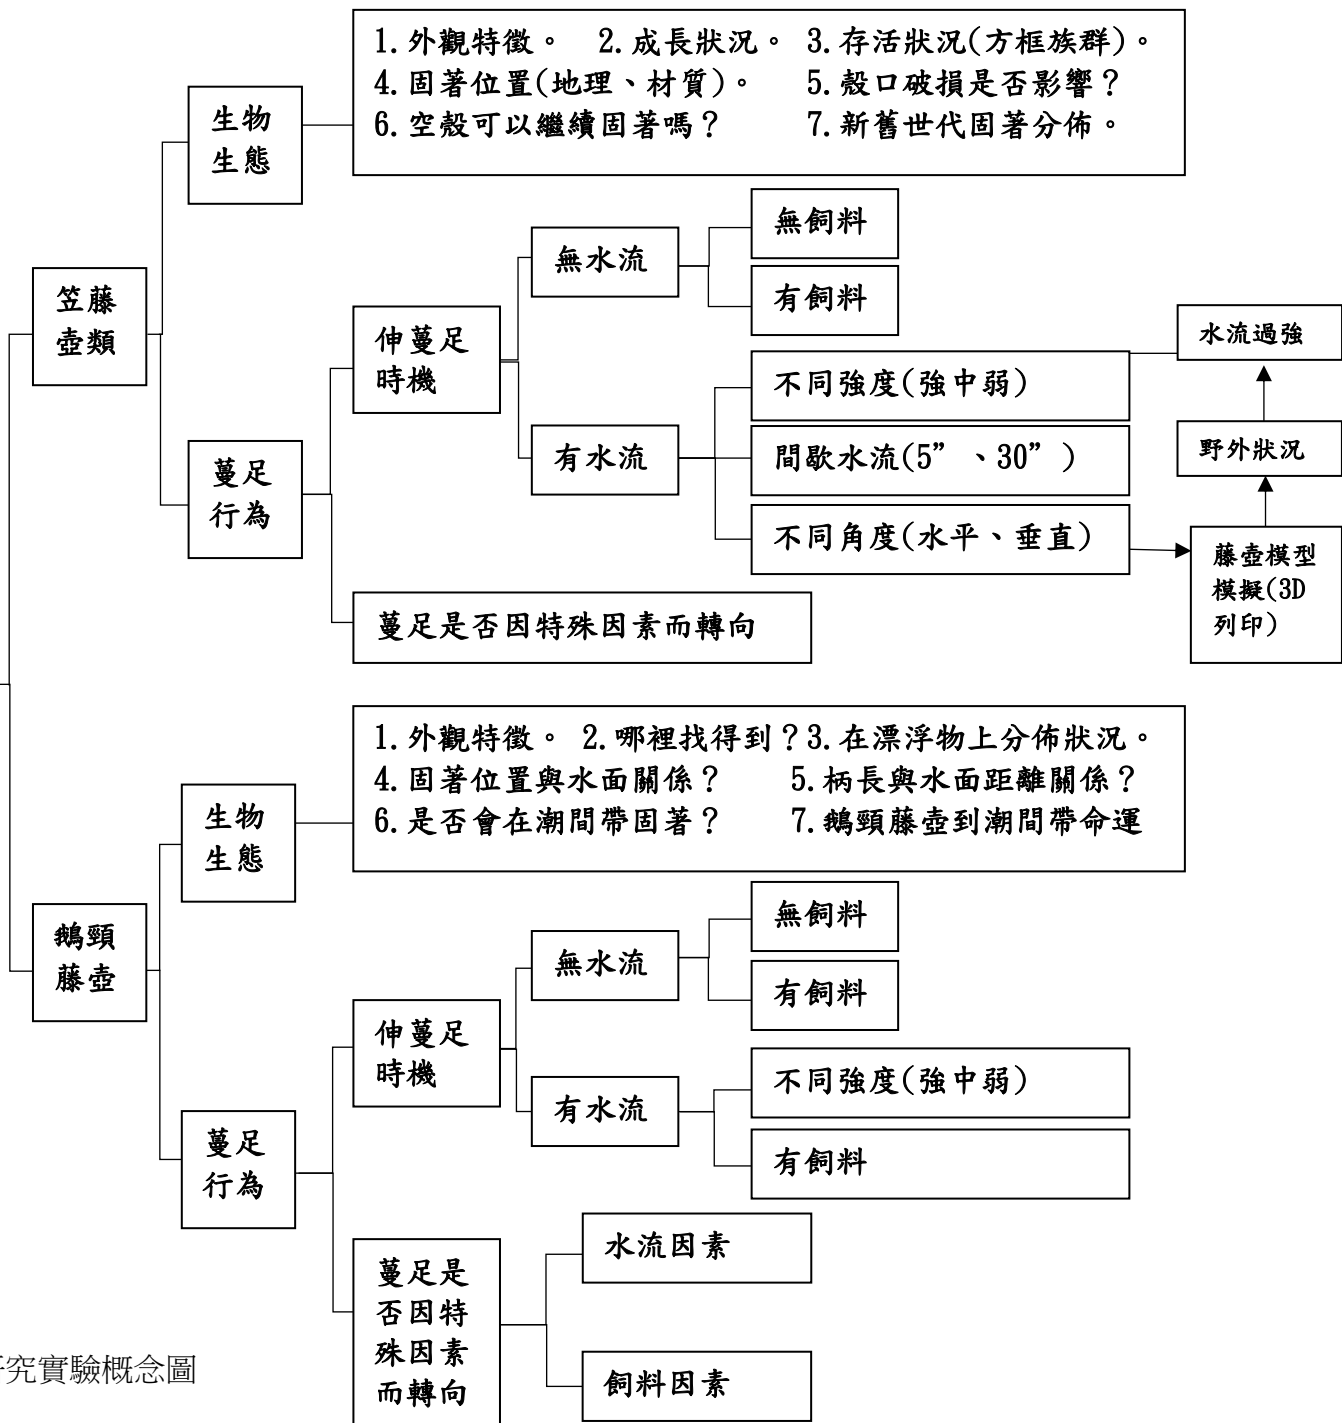 1.外觀特徵。 2.成長狀況。 3.存活狀況(方框族群)。
4.固著位置(地理、材質)。 5.殼口破損是否影響？
6.空殼可以繼續固著嗎？ 7.新舊世代固著分佈。
生物
生態
笠藤
壺類
蔓足
行為
伸蔓足
時機
無水流
無飼料
有飼料
有水流
不同強度(強中弱)
間歇水流(5”、30”)
不同角度(水平、垂直)
水流過強
野外狀況
藤壺模型
模擬(3D
列印)
蔓足是否因特殊因素而轉向
1.外觀特徵。 2.哪裡找得到？3.在漂浮物上分佈狀況。
4.固著位置與水面關係？ 5.柄長與水面距離關係？
6.是否會在潮間帶固著？ 7.鵝頸藤壺到潮間帶命運
生物
生態
鵝頸
藤壺
蔓足
行為
伸蔓足
時機
無水流
無飼料
有飼料
有水流
不同強度(強中弱)
有飼料
蔓足是
否因特
殊因素
而轉向
水流因素
飼料因素
究實驗概念圖